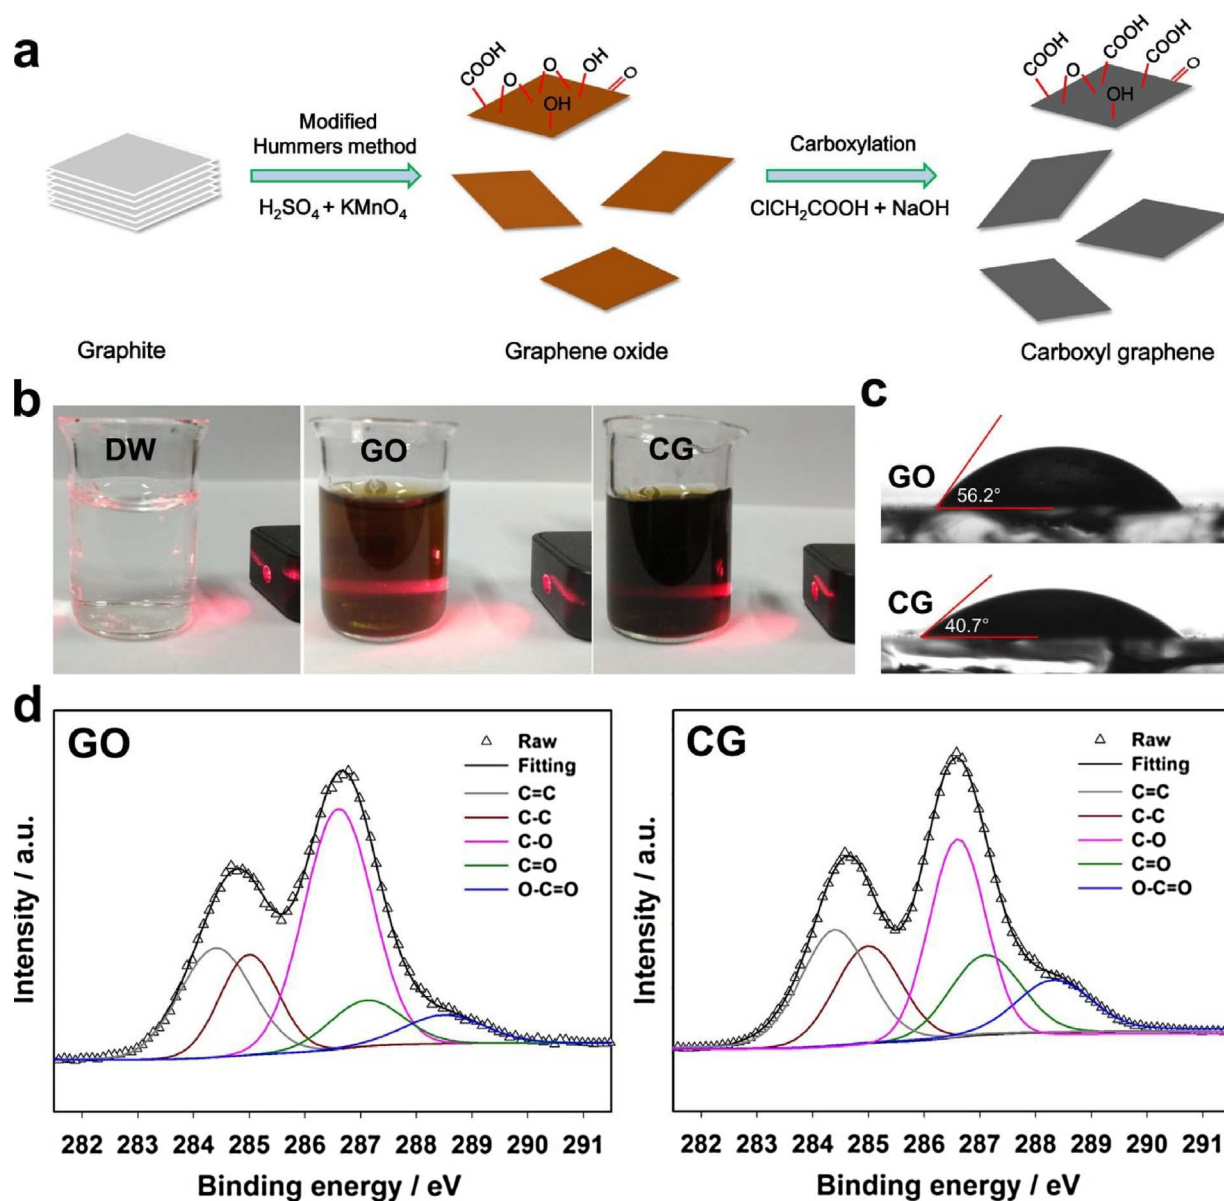 a
COOH
O
O
OH
O
OH
COOH
O
COOH
COOH
O
OH
Modified
Hummers method
H₂SO₄ + KMnO₄
Carboxylation
ClCH₂COOH + NaOH
Graphite
Graphene oxide
Carboxyl graphene
b
DW
GO
CG
c
GO
56.2°
CG
40.7°
d
GO
Raw
Fitting
C=C
C-C
C-O
C=O
O-C=O
Intensity / a.u.
282 283 284 285 286 287 288 289 290 291
Binding energy / eV
CG
Raw
Fitting
C=C
C-C
C-O
C=O
O-C=O
Intensity / a.u.
282 283 284 285 286 287 288 289 290 291
Binding energy / eV